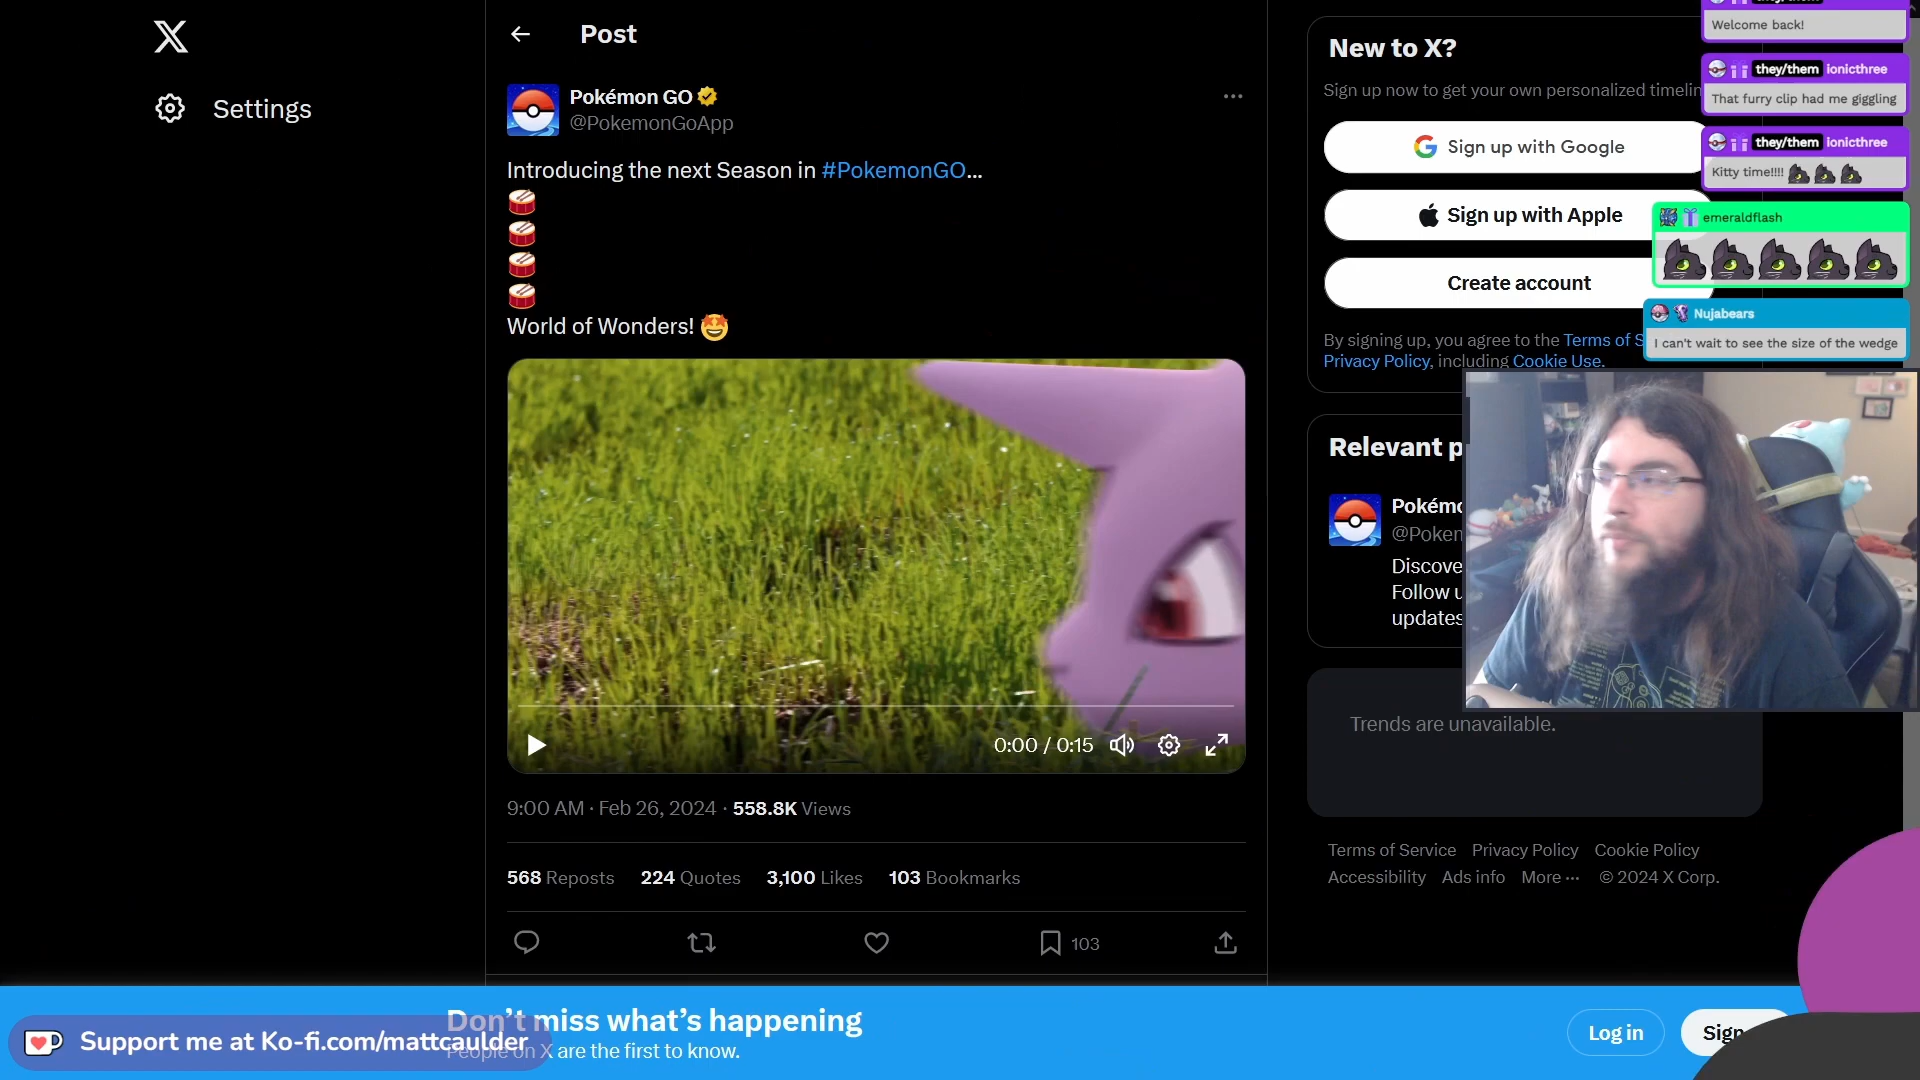 Settings
Post
Pokémon GO
@PokemonGoApp
Introducing the next Season in #PokemonGO...
World of Wonders!
0:00 / 0:15
9:00 AM · Feb 26, 2024 · 558.8K Views
568 Reposts 224 Quotes 3,100 Likes 103 Bookmarks
103
New to X?
Sign up now to get your own personalized timelin
Sign up with Google
Sign up with Apple
Create account
By signing up, you agree to the Terms of S
Privacy Policy, including Cookie Use.
Relevant p
Pokémo
@Poken
Discove
Follow u
updates
Trends are unavailable.
Terms of Service Privacy Policy Cookie Policy
Accessibility Ads info More ··· © 2024 X Corp.
Welcome back!
they/them ionicthree
That furry clip had me giggling
they/them ionicthree
Kitty time!!!!
emeraldflash
Nujabears
I can't wait to see the size of the wedge
Don't miss what's happening
People on X are the first to know.
Support me at Ko-fi.com/mattcaulder
Log in
Sign